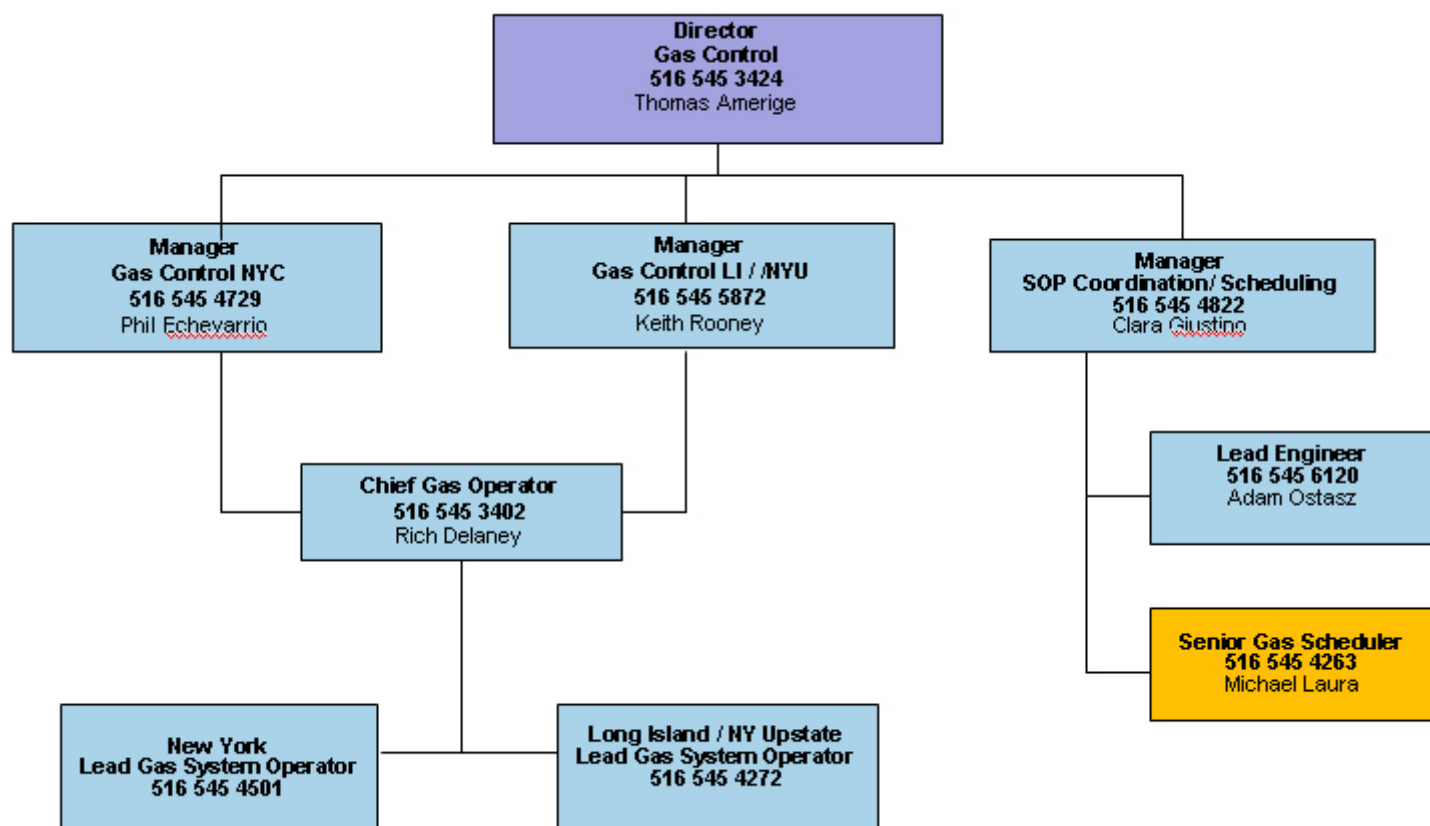 Director
Gas Control
516 545 3424
Thomas Amerige
Manager
Gas Control NYC
516 545 4729
Phil Echevarrio
Manager
Gas Control LI / /NYU
516 545 5872
Keith Rooney
Manager
SOP Coordination/ Scheduling
516 545 4822
Clara Giustino
Chief Gas Operator
516 545 3402
Rich Delaney
Lead Engineer
516 545 6120
Adam Ostasz
Senior Gas Scheduler
516 545 4263
Michael Laura
New York
Lead Gas System Operator
516 545 4501
Long Island / NY Upstate
Lead Gas System Operator
516 545 4272